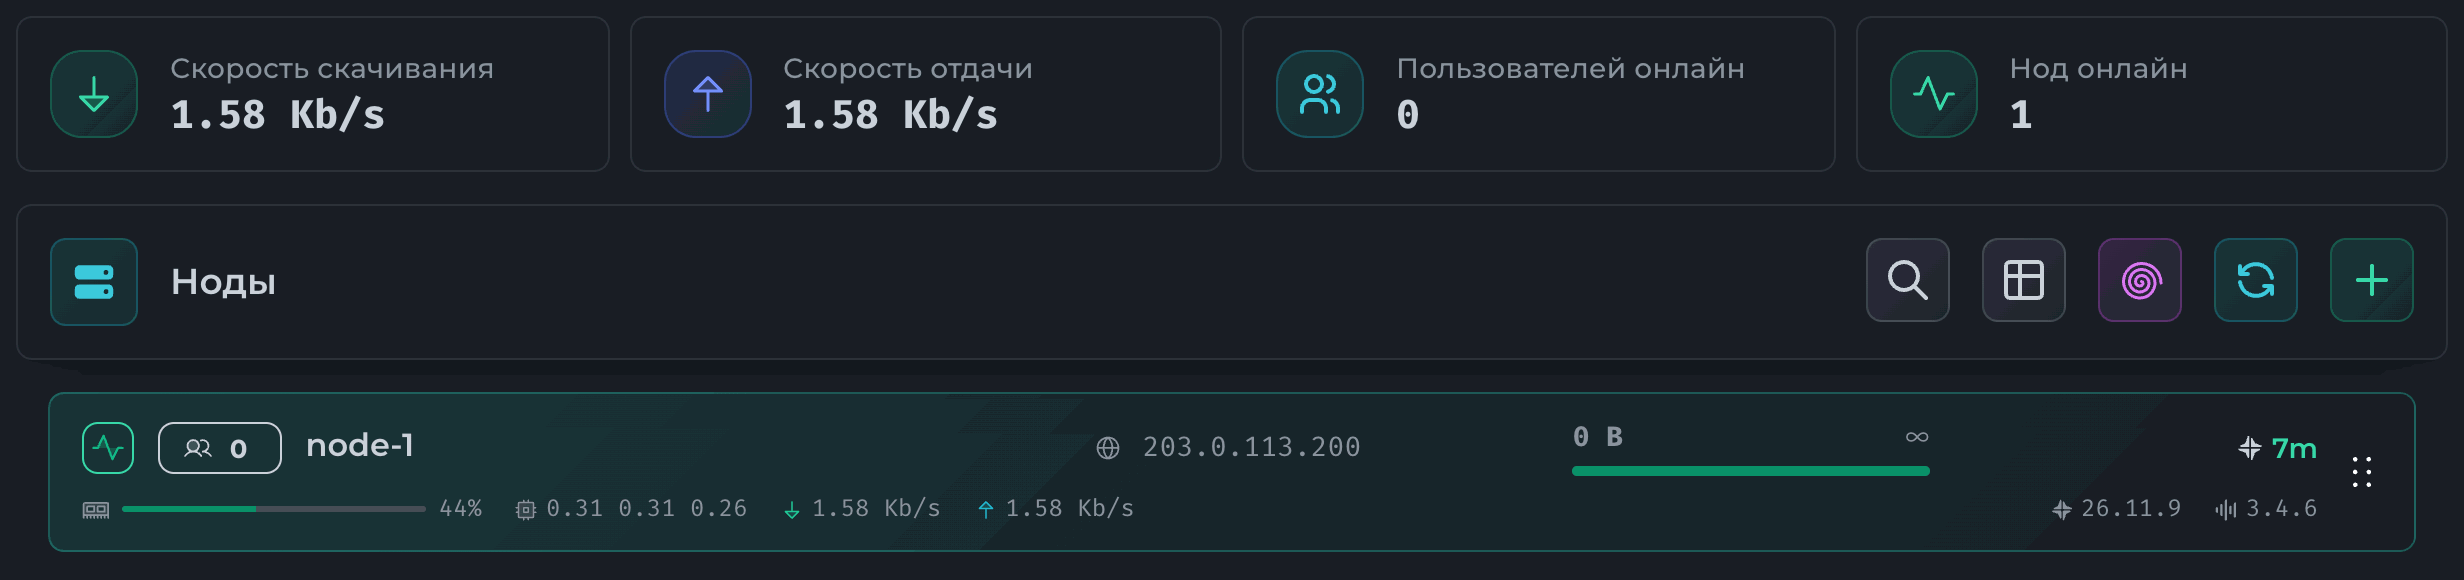 Скорость скачивания
1.58 Kb/s
Скорость отдачи
1.58 Kb/s
Пользователей онлайн
0
Нод онлайн
1
Ноды
0 node-1 203.0.113.200 0 B ∞ 7m
44% 0.31 0.31 0.26 1.58 Kb/s 1.58 Kb/s 26.11.9 3.4.6